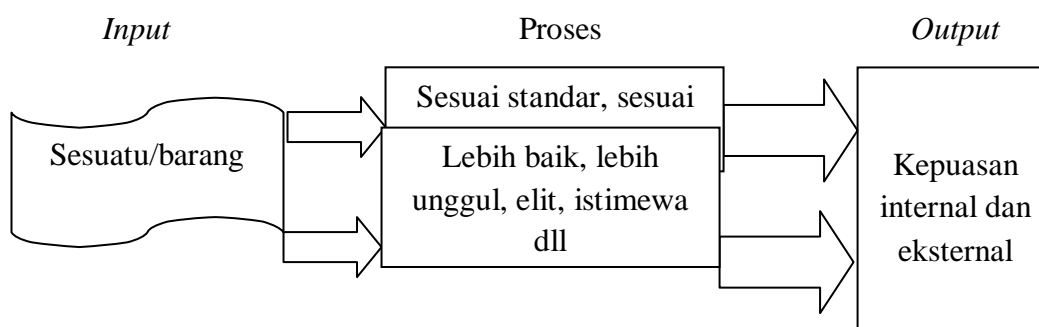 Input Proses Output
Sesuatu/barang
Sesuai standar, sesuai
Lebih baik, lebih
unggul, elit, istimewa
dll
Kepuasan
internal dan
eksternal